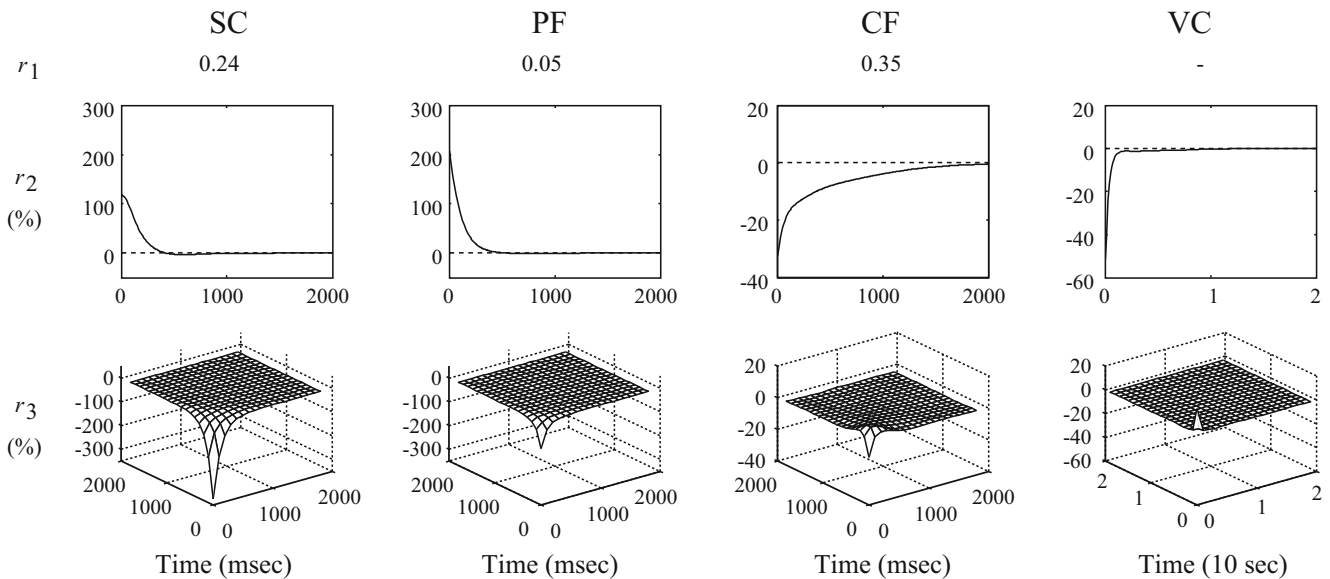 SC PF CF VC
r1 0.24 0.05 0.35 -
300 300 20 20
200 200 0 0
r2 100 100 -20 -20
(%) 0 0 -40 -40
-60
0 1000 2000 0 1000 2000 0 1000 2000 0 1 2
r3 0 0 20 20
(%) -100 -100 0 0
-200 -200 -20 -20
-300 -300 -40 -40
-60
2000 1000 0 0 1000 2000 2000 1000 0 0 1000 2000 2000 1000 0 0 1000 2000 2 1 0 0 1 2
Time (msec) Time (msec) Time (msec) Time (10 sec)